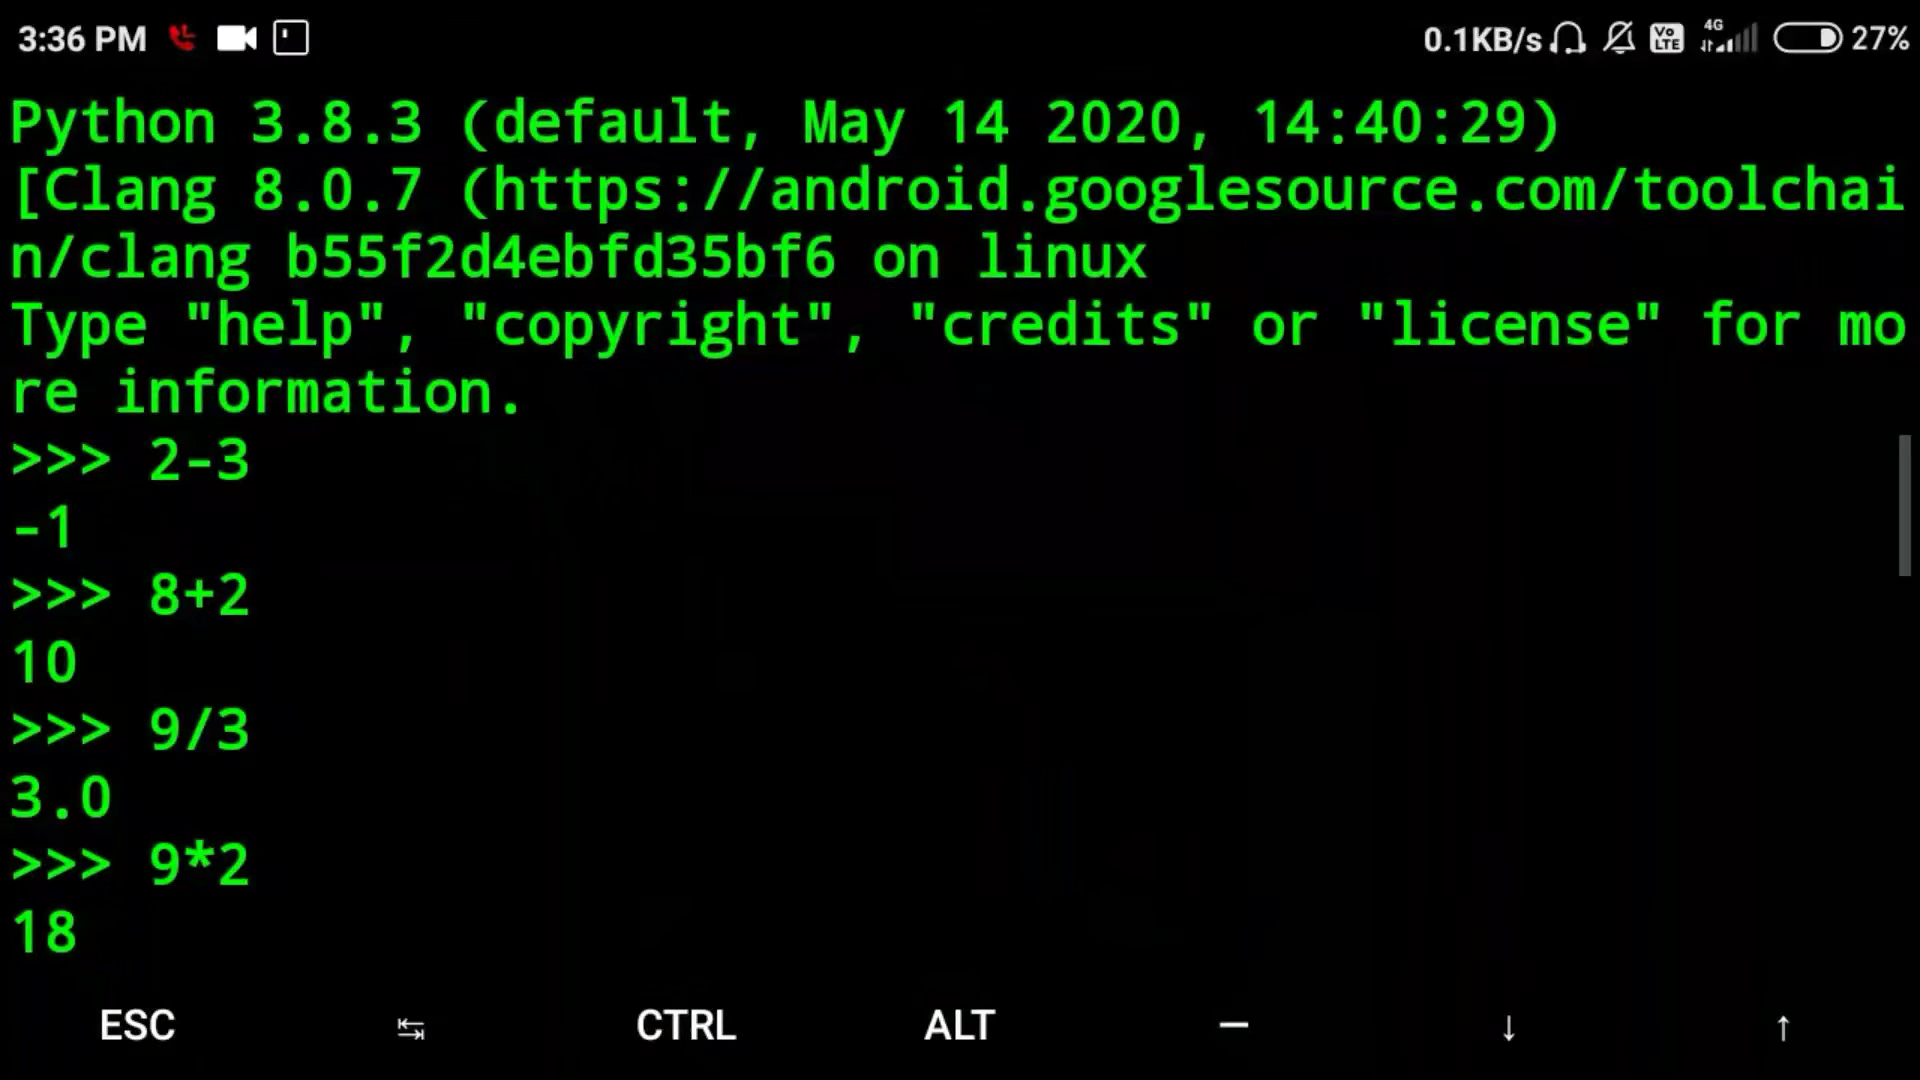 3:36 PM 0.1KB/s Vo LTE 4G 27%
Python 3.8.3 (default, May 14 2020, 14:40:29)
[Clang 8.0.7 (https://android.googlesource.com/toolchai
n/clang b55f2d4ebfd35bf6 on linux
Type "help", "copyright", "credits" or "license" for mo
re information.
>>> 2-3
-1
>>> 8+2
10
>>> 9/3
3.0
>>> 9*2
18
ESC ↹ CTRL ALT — ↓ ↑